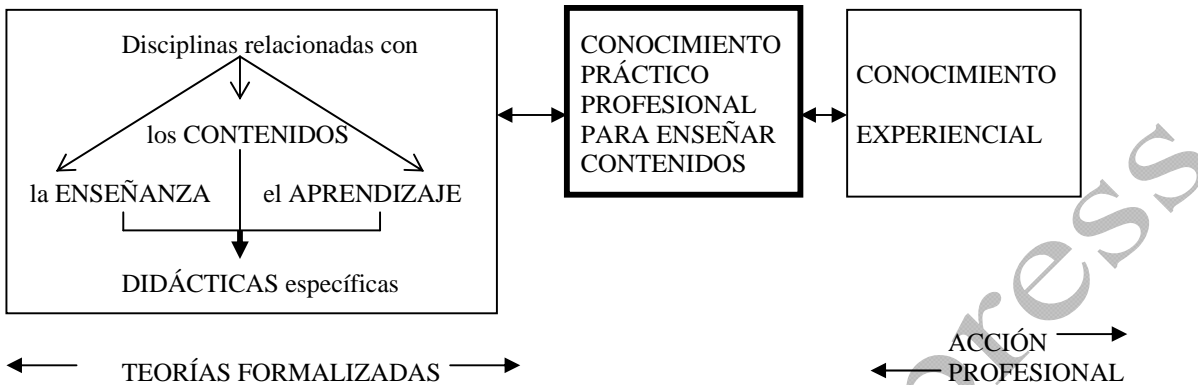 Disciplinas relacionadas con
los CONTENIDOS
la ENSEÑANZA el APRENDIZAJE
DIDÁCTICAS específicas
CONOCIMIENTO
PRÁCTICO
PROFESIONAL
PARA ENSEÑAR
CONTENIDOS
CONOCIMIENTO
EXPERIENCIAL
TEORÍAS FORMALIZADAS
ACCIÓN
PROFESIONAL